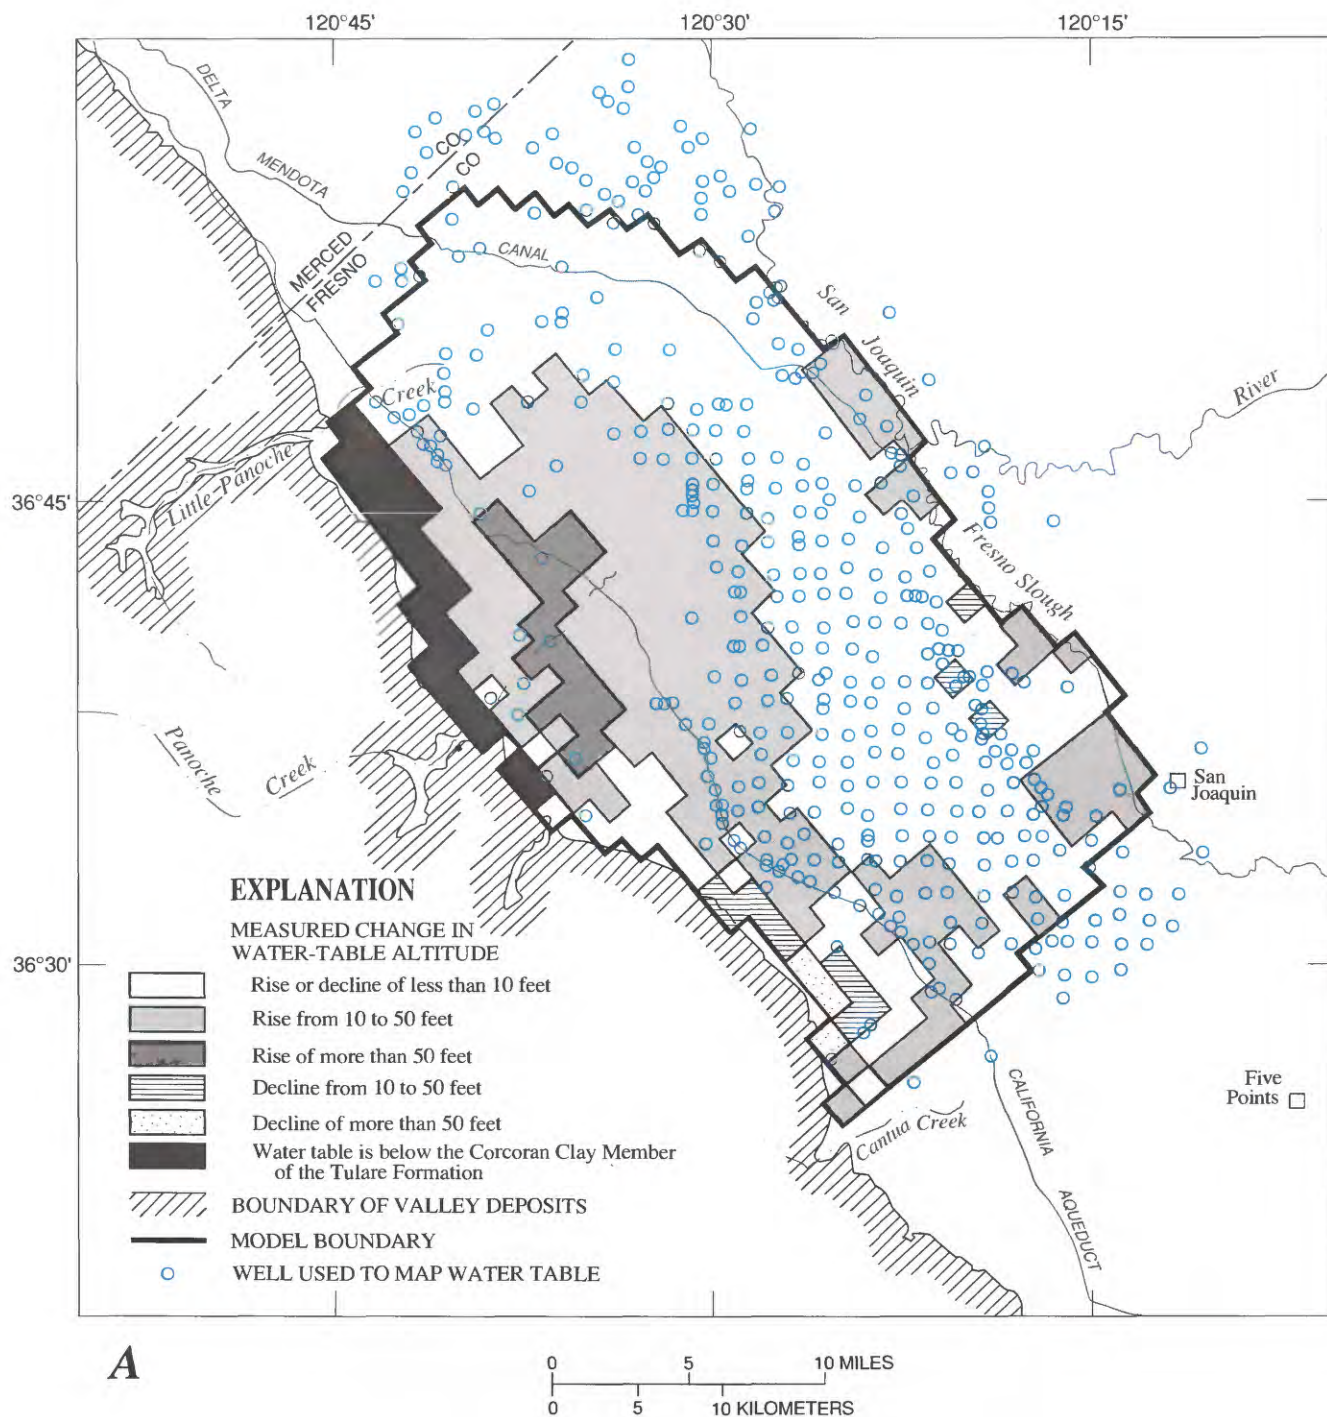 120°45' 120°30' 120°15'
DELTA
MENDOTA
CANAL
CO
CO
MERCED
FRESNO
San
Joaquin
River
Creek
Little Panoche
36°45'
Fresno Slough
Panoche
Creek
San
Joaquin
36°30'
Five
Points
Cantua Creek
CALIFORNIA
AQUEDUCT
EXPLANATION
MEASURED CHANGE IN
WATER-TABLE ALTITUDE
Rise or decline of less than 10 feet
Rise from 10 to 50 feet
Rise of more than 50 feet
Decline from 10 to 50 feet
Decline of more than 50 feet
Water table is below the Corcoran Clay Member
of the Tulare Formation
BOUNDARY OF VALLEY DEPOSITS
MODEL BOUNDARY
WELL USED TO MAP WATER TABLE
A
0 5 10 MILES
0 5 10 KILOMETERS